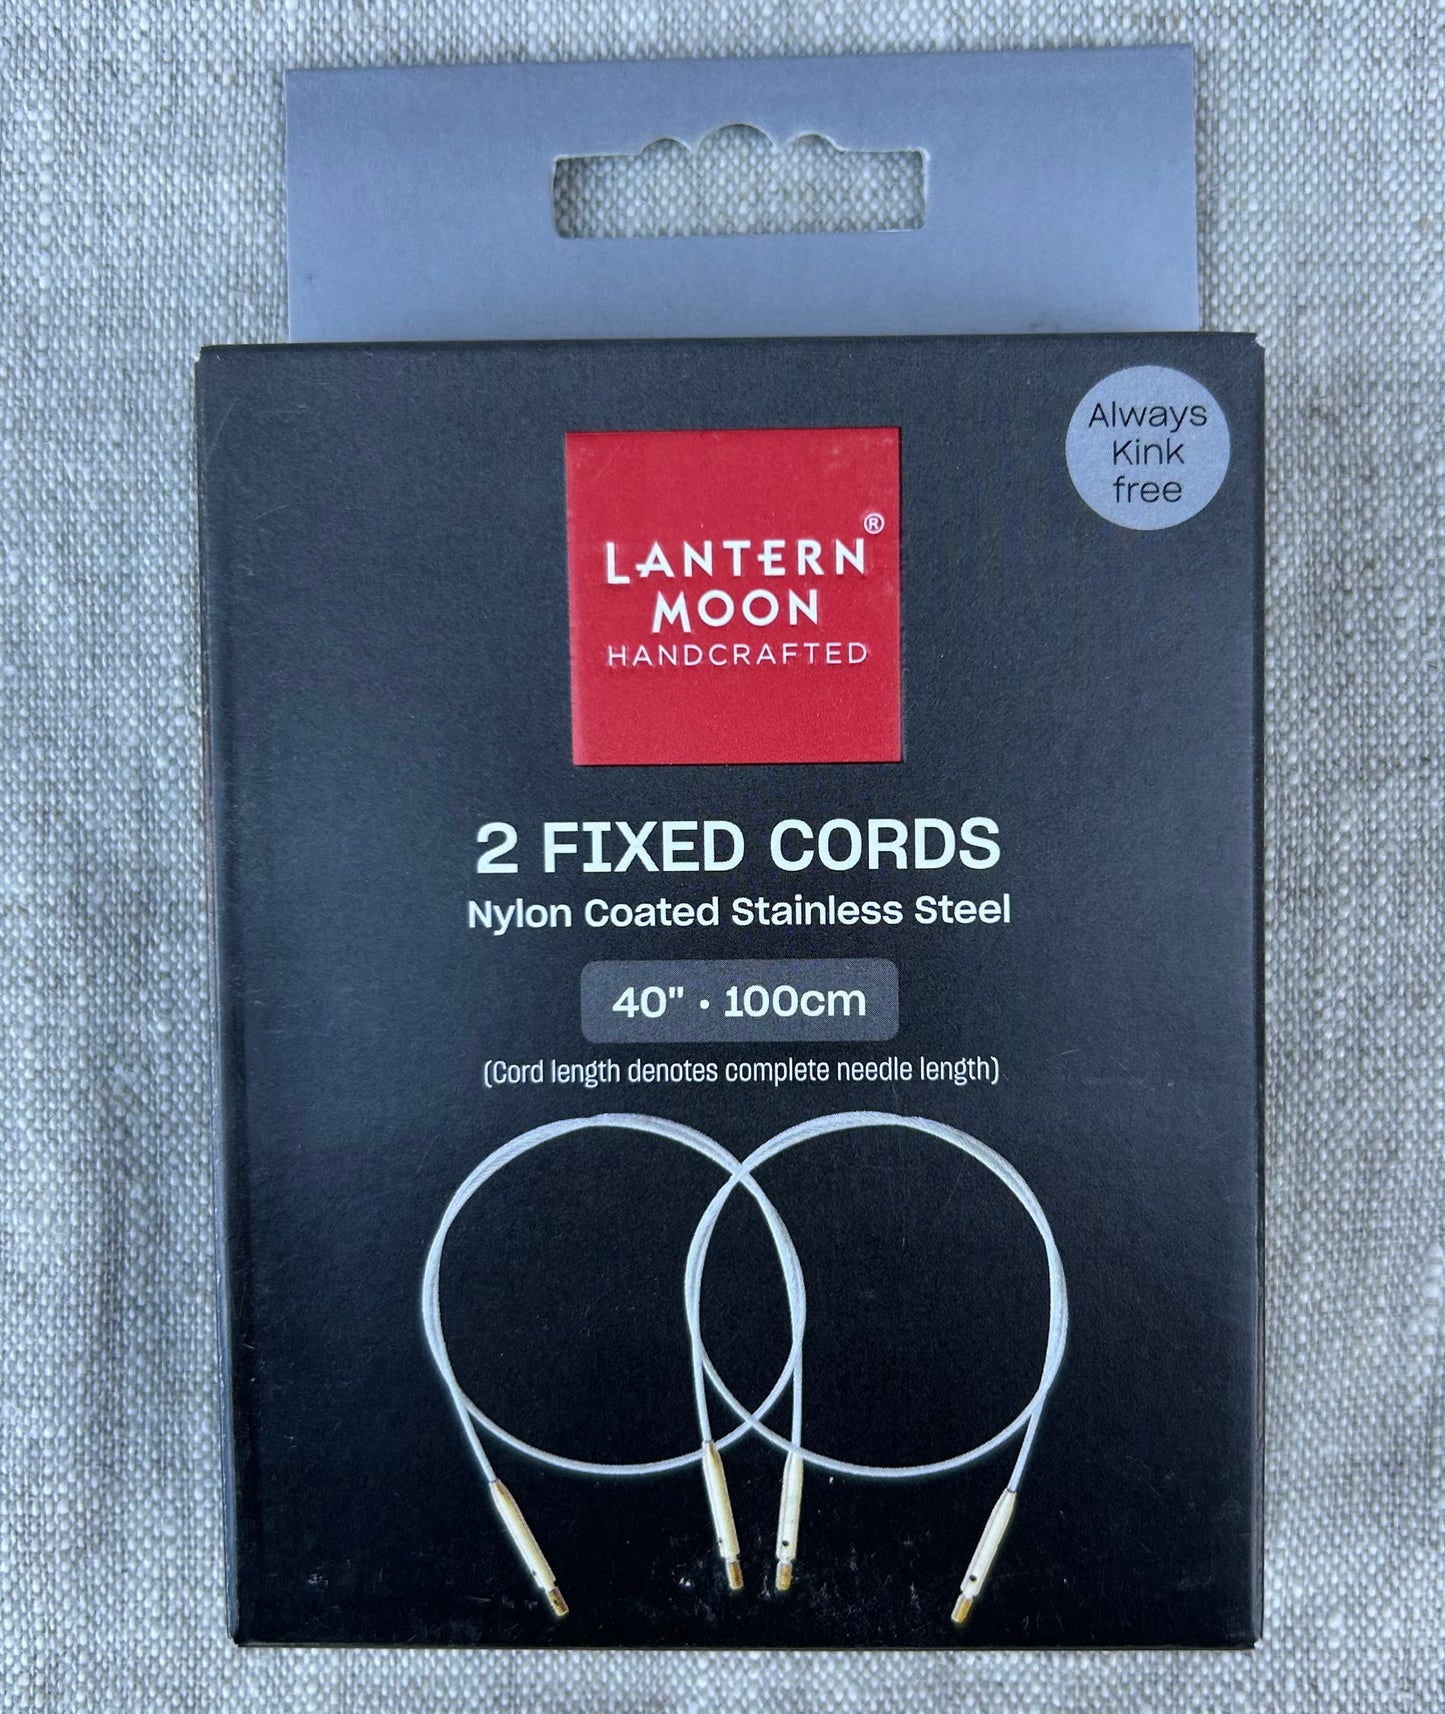 Always
Kink
free
LANTERN®
MOON
HANDCRAFTED
2 FIXED CORDS
Nylon Coated Stainless Steel
40" • 100cm
(Cord length denotes complete needle length)